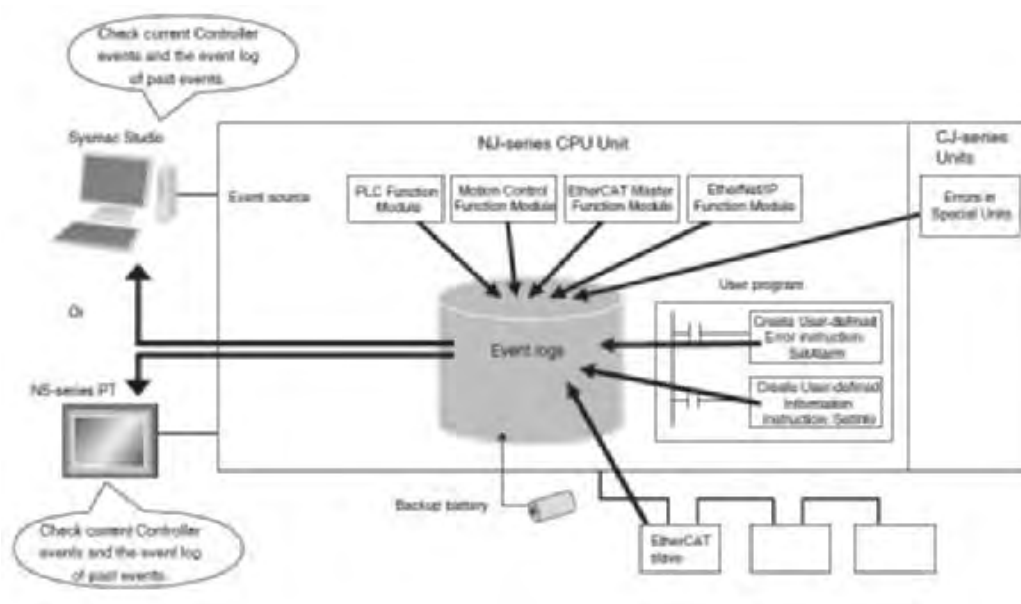 Check current Controller
events and the event log
of past events.
Sysmac Studio
NJ-series CPU Unit
CJ-series
Units
Event source
PLC Function
Module
Motion Control
Function Module
EtherCAT Master
Function Module
EtherNet/IP
Function Module
Errors in
Special Units
User program
Or
Event logs
Create User-defined
Error instruction:
SetAlarm
Create User-defined
Information
Instruction: SetInfo
NS-series PT
Backup battery
EtherCAT
slave
Check current Controller
events and the event log
of past events.